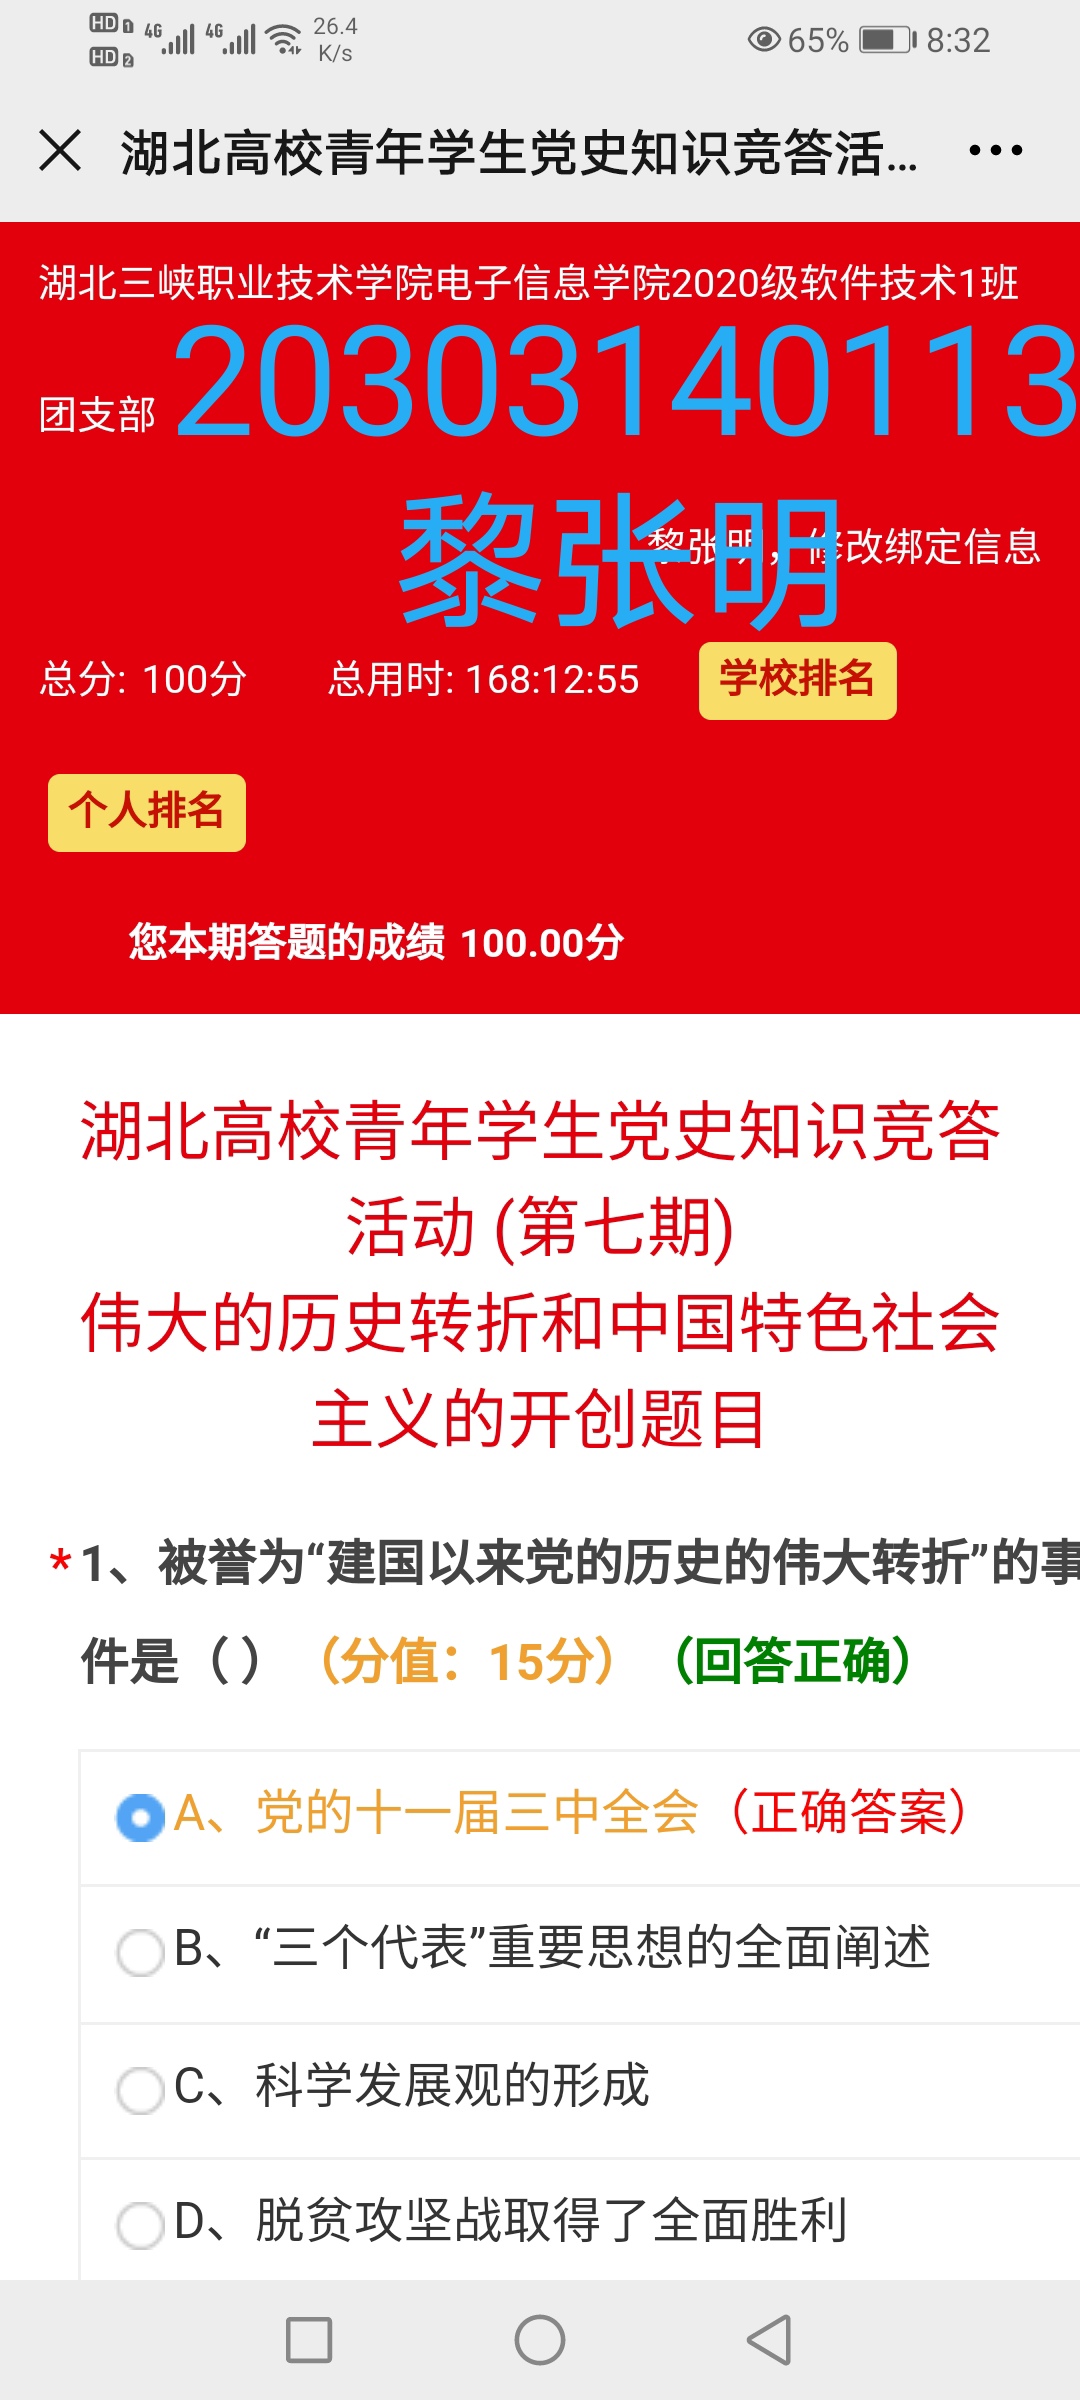 HD 1 4G 4G 26.4
HD 2 K/s
65% 8:32
湖北高校青年学生党史知识竞答活...
湖北三峡职业技术学院电子信息学院2020级软件技术1班
团支部 20303140113
黎张明
黎张明，修改绑定信息
总分: 100分 总用时: 168:12:55 学校排名
个人排名
您本期答题的成绩 100.00分
湖北高校青年学生党史知识竞答
活动 (第七期)
伟大的历史转折和中国特色社会
主义的开创题目
*1、被誉为“建国以来党的历史的伟大转折”的事
件是（ ）（分值：15分）（回答正确）
A、党的十一届三中全会（正确答案）
B、“三个代表”重要思想的全面阐述
C、科学发展观的形成
D、脱贫攻坚战取得了全面胜利